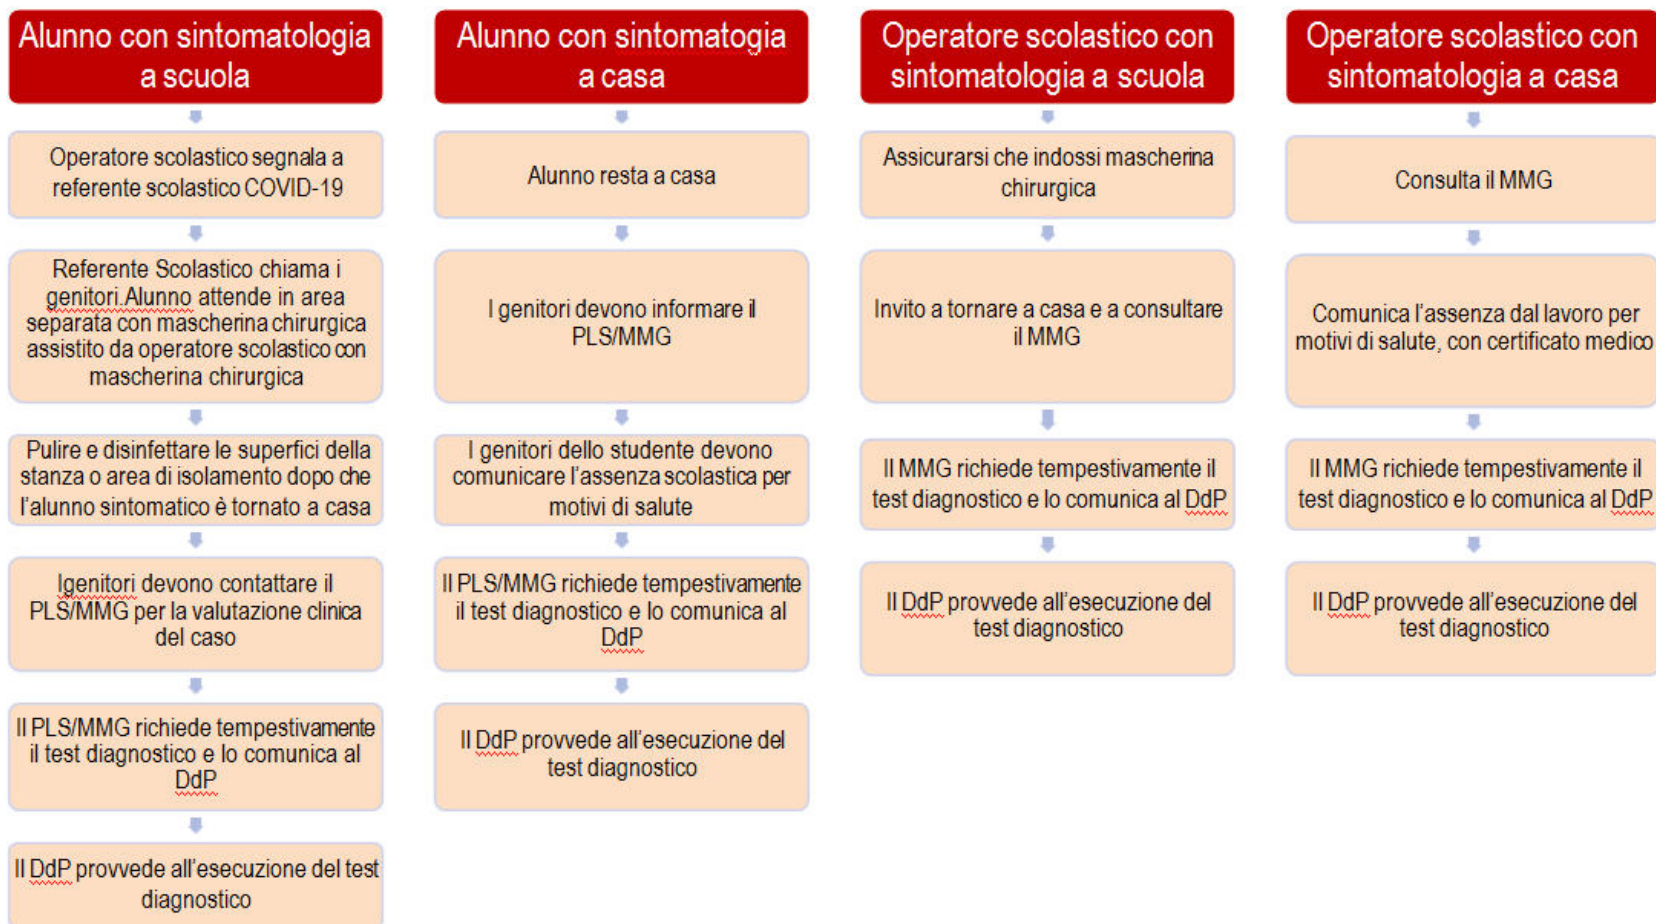 Alunno con sintomatologia
a scuola
Operatore scolastico segnala a
referente scolastico COVID-19
Referente Scolastico chiama i
genitori.Alunno attende in area
separata con mascherina chirurgica
assistito da operatore scolastico con
mascherina chirurgica
Pulire e disinfettare le superfici della
stanza o area di isolamento dopo che
l'alunno sintomatico è tornato a casa
Igenitori devono contattare il
PLS/MMG per la valutazione clinica
del caso
Il PLS/MMG richiede tempestivamente
il test diagnostico e lo comunica al
DdP
Il DdP provvede all'esecuzione del test
diagnostico
Alunno con sintomatogia
a casa
Alunno resta a casa
I genitori devono informare il
PLS/MMG
I genitori dello studente devono
comunicare l'assenza scolastica per
motivi di salute
Il PLS/MMG richiede tempestivamente
il test diagnostico e lo comunica al
DdP
Il DdP provvede all'esecuzione del
test diagnostico
Operatore scolastico con
sintomatologia a scuola
Assicurarsi che indossi mascherina
chirurgica
Invito a tornare a casa e a consultare
il MMG
Il MMG richiede tempestivamente il
test diagnostico e lo comunica al DdP
Il DdP provvede all'esecuzione del
test diagnostico
Operatore scolastico con
sintomatologia a casa
Consulta il MMG
Comunica l'assenza dal lavoro per
motivi di salute, con certificato medico
Il MMG richiede tempestivamente il
test diagnostico e lo comunica al DdP
Il DdP provvede all'esecuzione del
test diagnostico